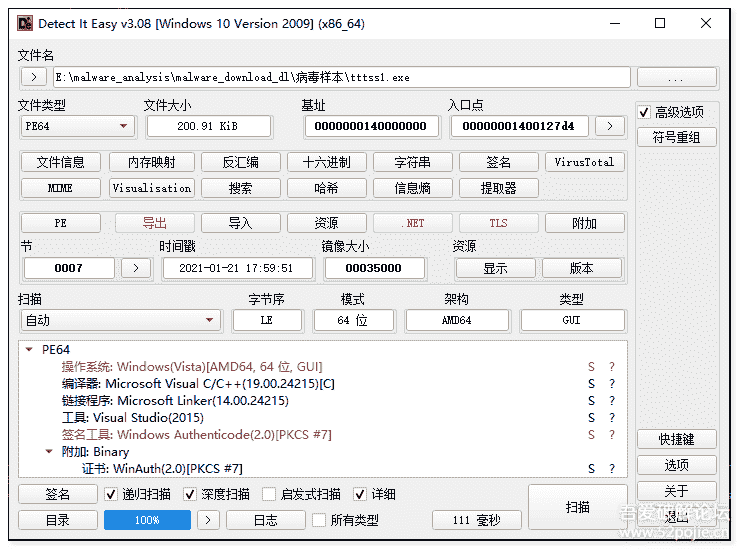 Detect It Easy v3.08 [Windows 10 Version 2009] (x86_64)
文件名
> E:\malware_analysis\malware_download_dl\病毒样本\tttss1.exe ...
文件类型 文件大小 基址 入口点 高级选项
PE64 200.91 KiB 0000000140000000 00000001400127d4 >
符号重组
文件信息 内存映射 反汇编 十六进制 字符串 签名 VirusTotal
MIME Visualisation 搜索 哈希 信息熵 提取器
PE 导出 导入 资源 .NET TLS 附加
节 时间戳 镜像大小 资源
0007 > 2021-01-21 17:59:51 00035000 显示 版本
扫描 字节序 模式 架构 类型
自动 LE 64 位 AMD64 GUI
PE64
操作系统: Windows(Vista)[AMD64, 64 位, GUI] S ?
编译器: Microsoft Visual C/C++(19.00.24215)[C] S ?
链接程序: Microsoft Linker(14.00.24215) S ?
工具: Visual Studio(2015) S ?
签名工具: Windows Authenticode(2.0)[PKCS #7] S ?
附加: Binary
证书: WinAuth(2.0)[PKCS #7] S ?
快捷键
选项
关于
退出
签名 递归扫描 深度扫描 启发式扫描 详细 扫描
目录 100% > 日志 所有类型 111 毫秒
吾爱破解论坛
www.52pojie.cn